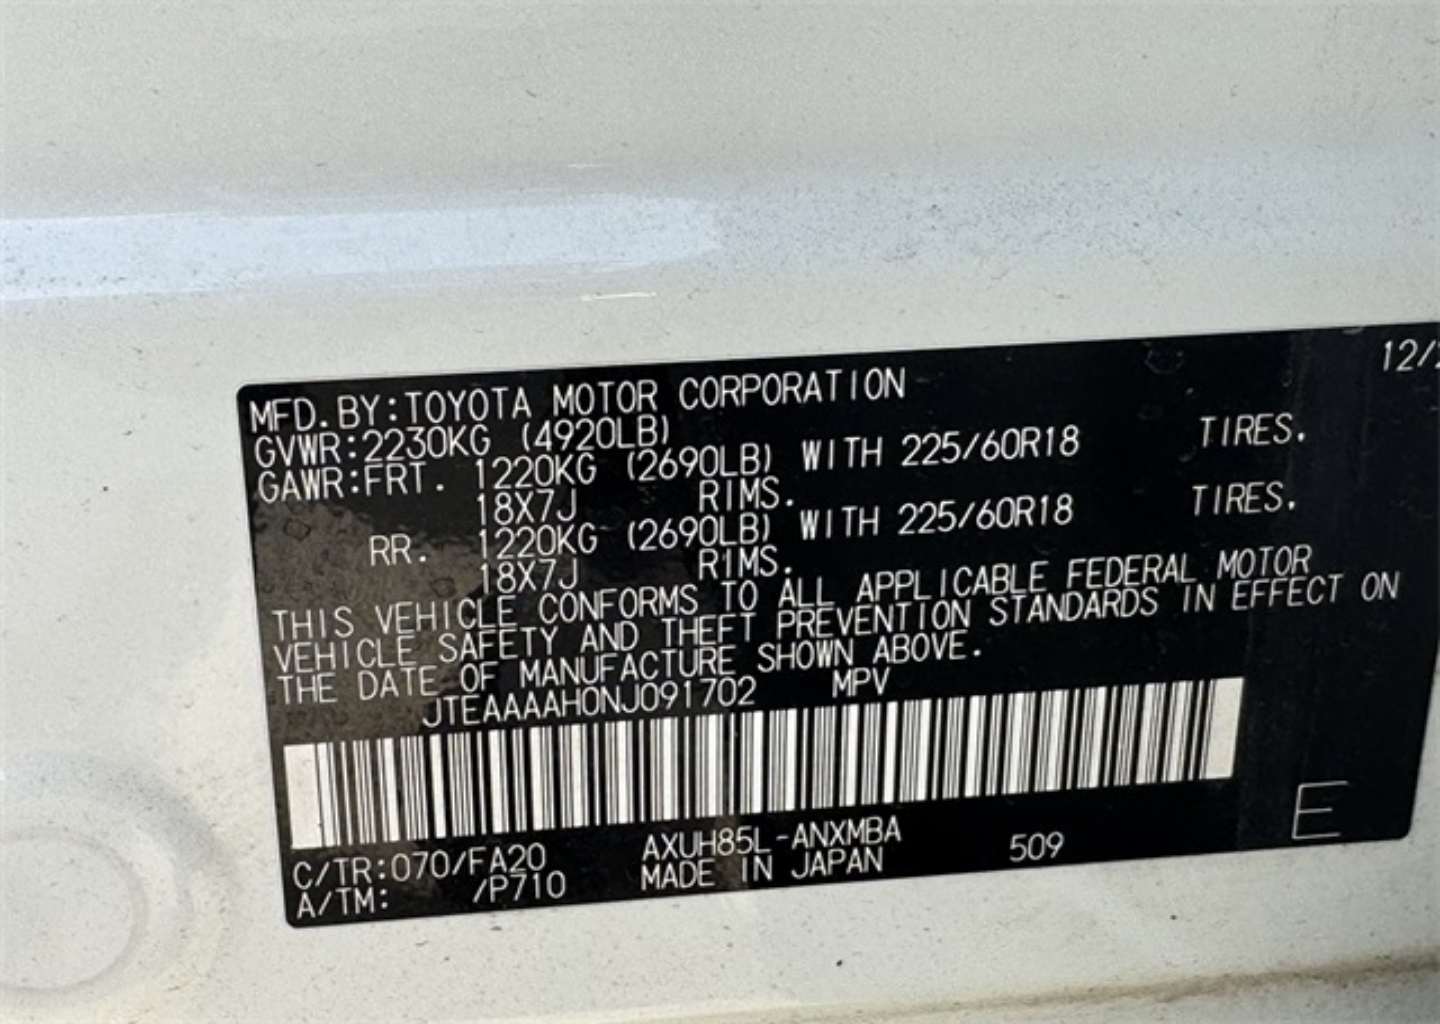 12/
MFD.BY:TOYOTA MOTOR CORPORATION
GVWR:2230KG (4920LB)
GAWR:FRT. 1220KG (2690LB) WITH 225/60R18 TIRES.
18X7J RIMS.
RR. 1220KG (2690LB) WITH 225/60R18 TIRES.
18X7J RIMS.
THIS VEHICLE CONFORMS TO ALL APPLICABLE FEDERAL MOTOR
VEHICLE SAFETY AND THEFT PREVENTION STANDARDS IN EFFECT ON
THE DATE OF MANUFACTURE SHOWN ABOVE.
JTEAAAAH0NJ091702 MPV
C/TR:070/FA20 AXUH85L-ANXMBA
A/TM: /P710 MADE IN JAPAN 509 E